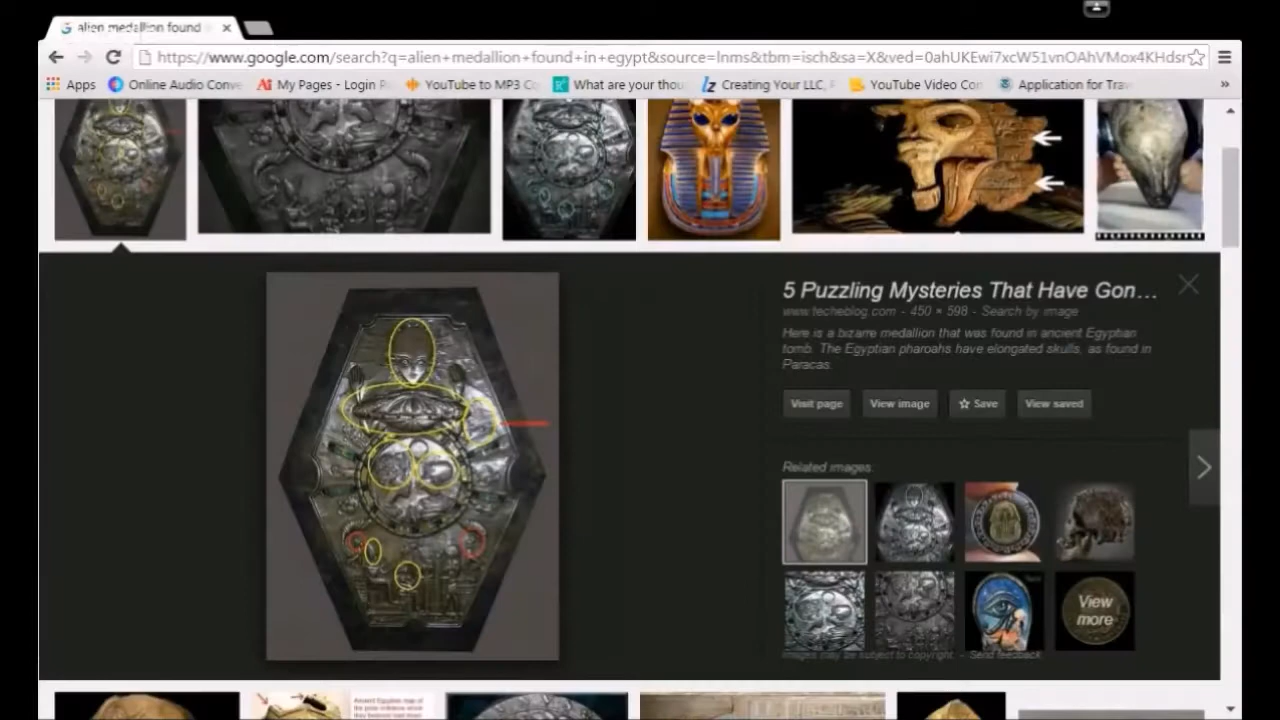 alien medallion found
https://www.google.com/search?q=alien+medallion+found+in+egypt&source=lnms&tbm=isch&sa=X&ved=0ahUKEwi7xcW51vnOAhVMox4KHdsr
Apps Online Audio Conve My Pages - Login YouTube to MP3 Co What are your thou Creating Your LLC, YouTube Video Con Application for Trav »
5 Puzzling Mysteries That Have Gon...
www.techeblog.com - 450 × 598 - Search by image
Here is a bizarre medallion that was found in ancient Egyptian
tomb. The Egyptian pharoahs have elongated skulls, as found in
Paracas.
Visit page View image Save View saved
Related images:
View
more
Images may be subject to copyright. - Send feedback
Ancient Egyptian map of